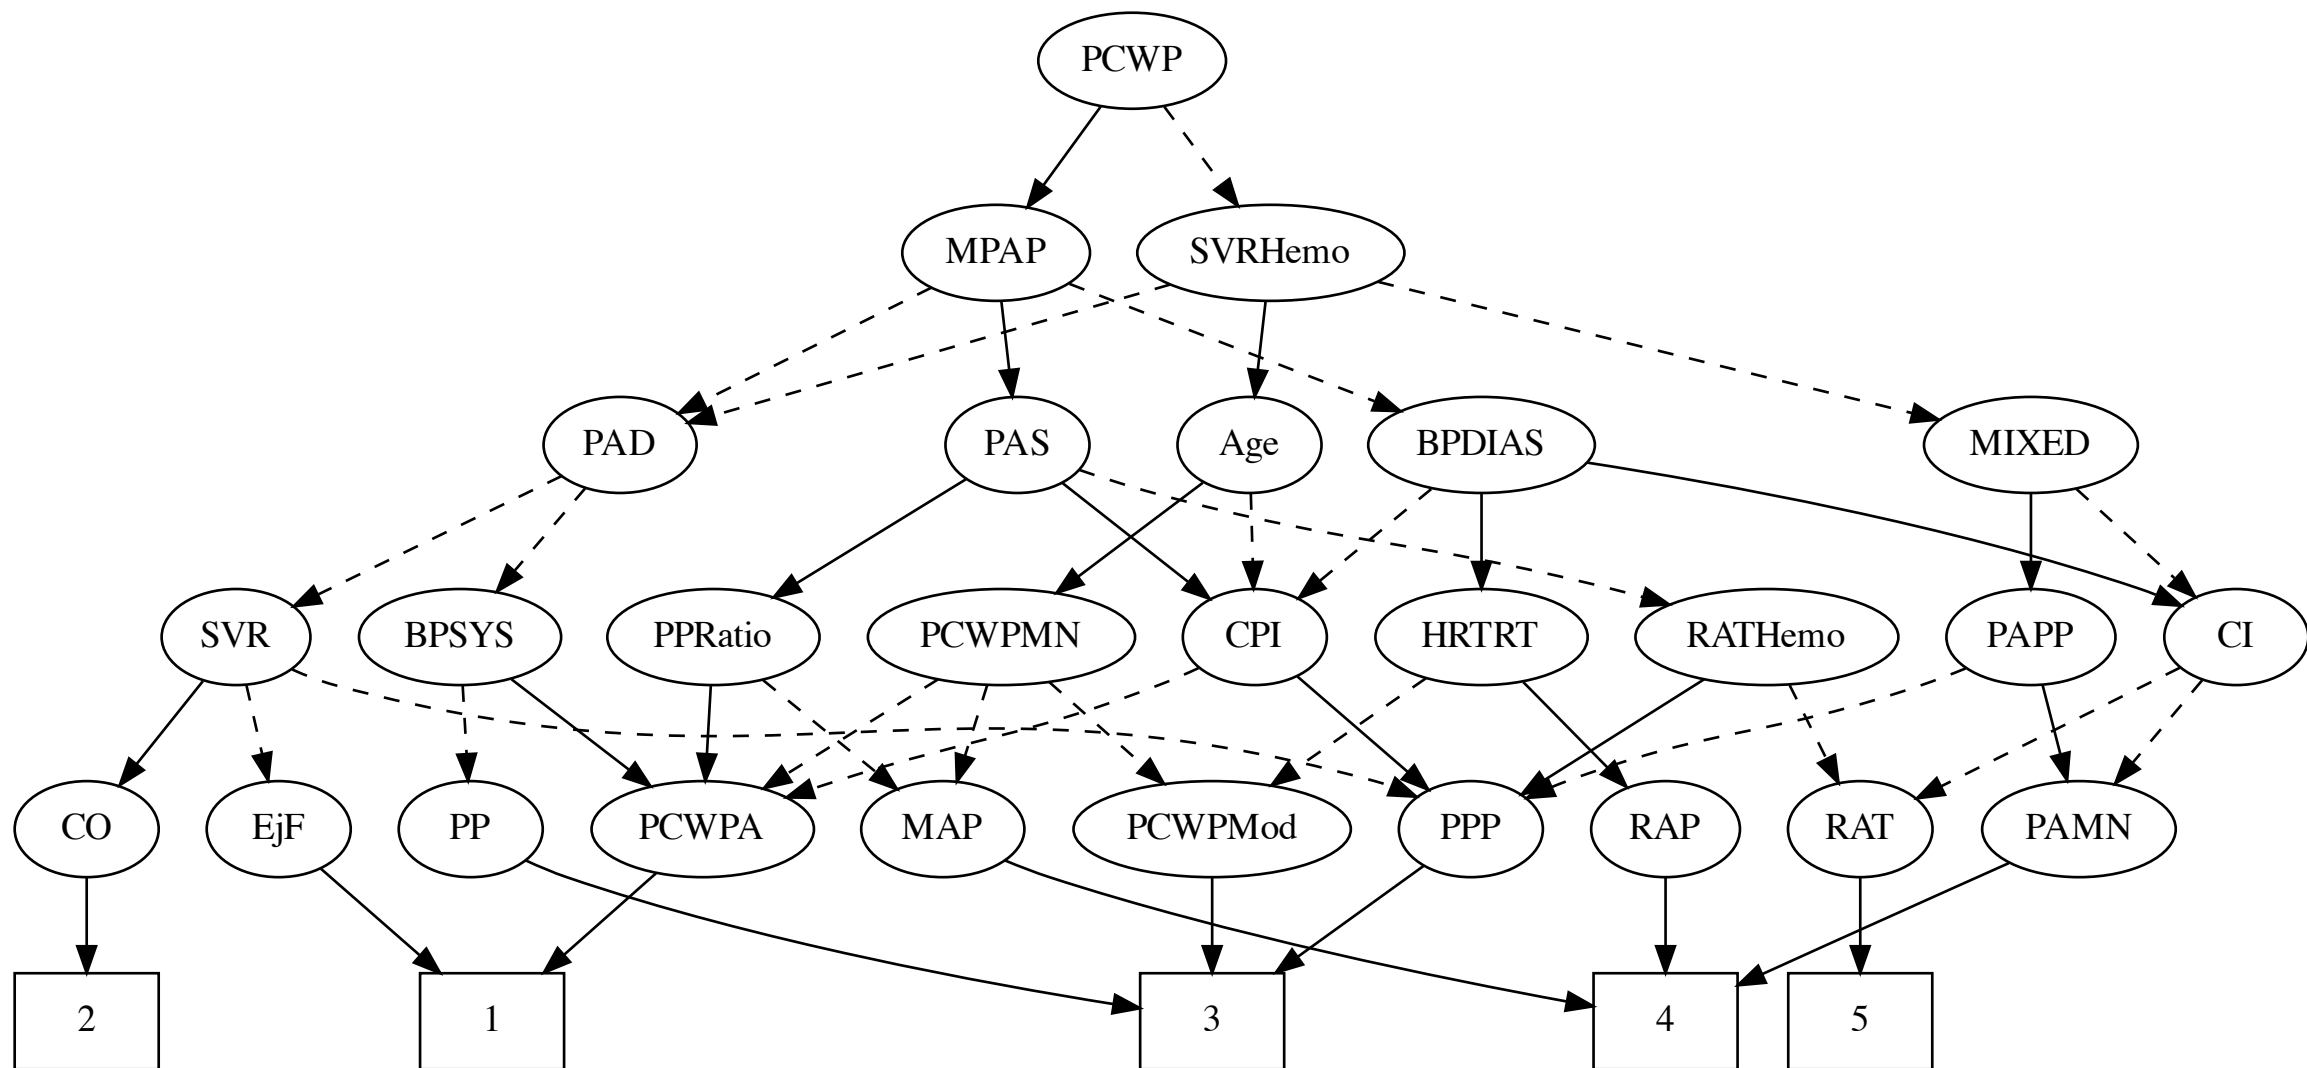 PCWP
MPAP
SVRHemo
PAD
PAS
Age
BPDIAS
MIXED
SVR
BPSYS
PPRatio
PCWPMN
CPI
HRTRT
RATHemo
PAPP
CI
CO
EjF
PP
PCWPA
MAP
PCWPMod
PPP
RAP
RAT
PAMN
2
1
3
4
5